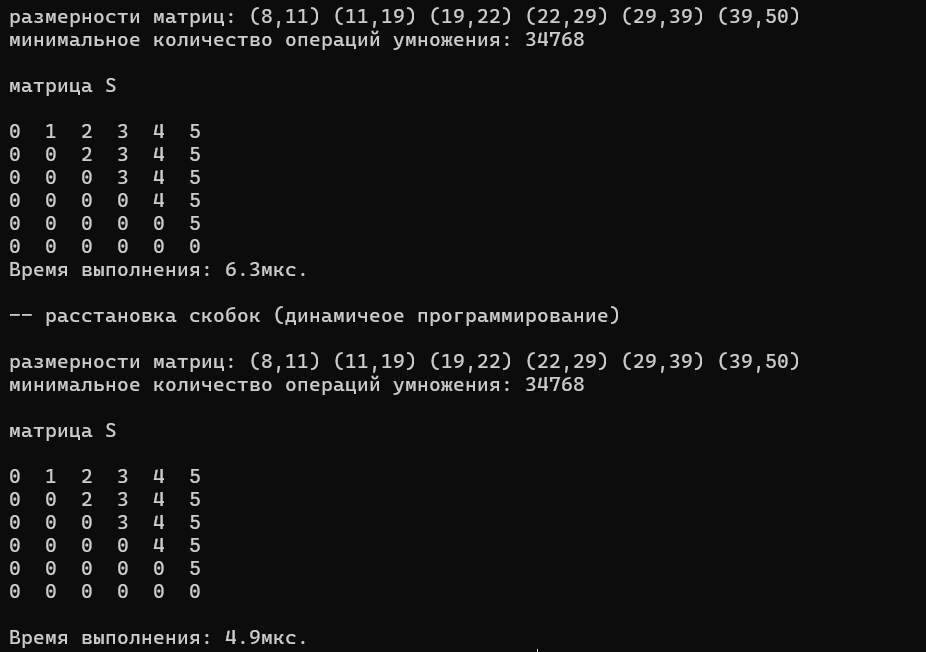 размерности матриц: (8,11) (11,19) (19,22) (22,29) (29,39) (39,50)
минимальное количество операций умножения: 34768
матрица S
0 1 2 3 4 5
0 0 2 3 4 5
0 0 0 3 4 5
0 0 0 0 4 5
0 0 0 0 0 5
0 0 0 0 0 0
Время выполнения: 6.3мкс.
-- расстановка скобок (динамичеое программирование)
размерности матриц: (8,11) (11,19) (19,22) (22,29) (29,39) (39,50)
минимальное количество операций умножения: 34768
матрица S
0 1 2 3 4 5
0 0 2 3 4 5
0 0 0 3 4 5
0 0 0 0 4 5
0 0 0 0 0 5
0 0 0 0 0 0
Время выполнения: 4.9мкс.